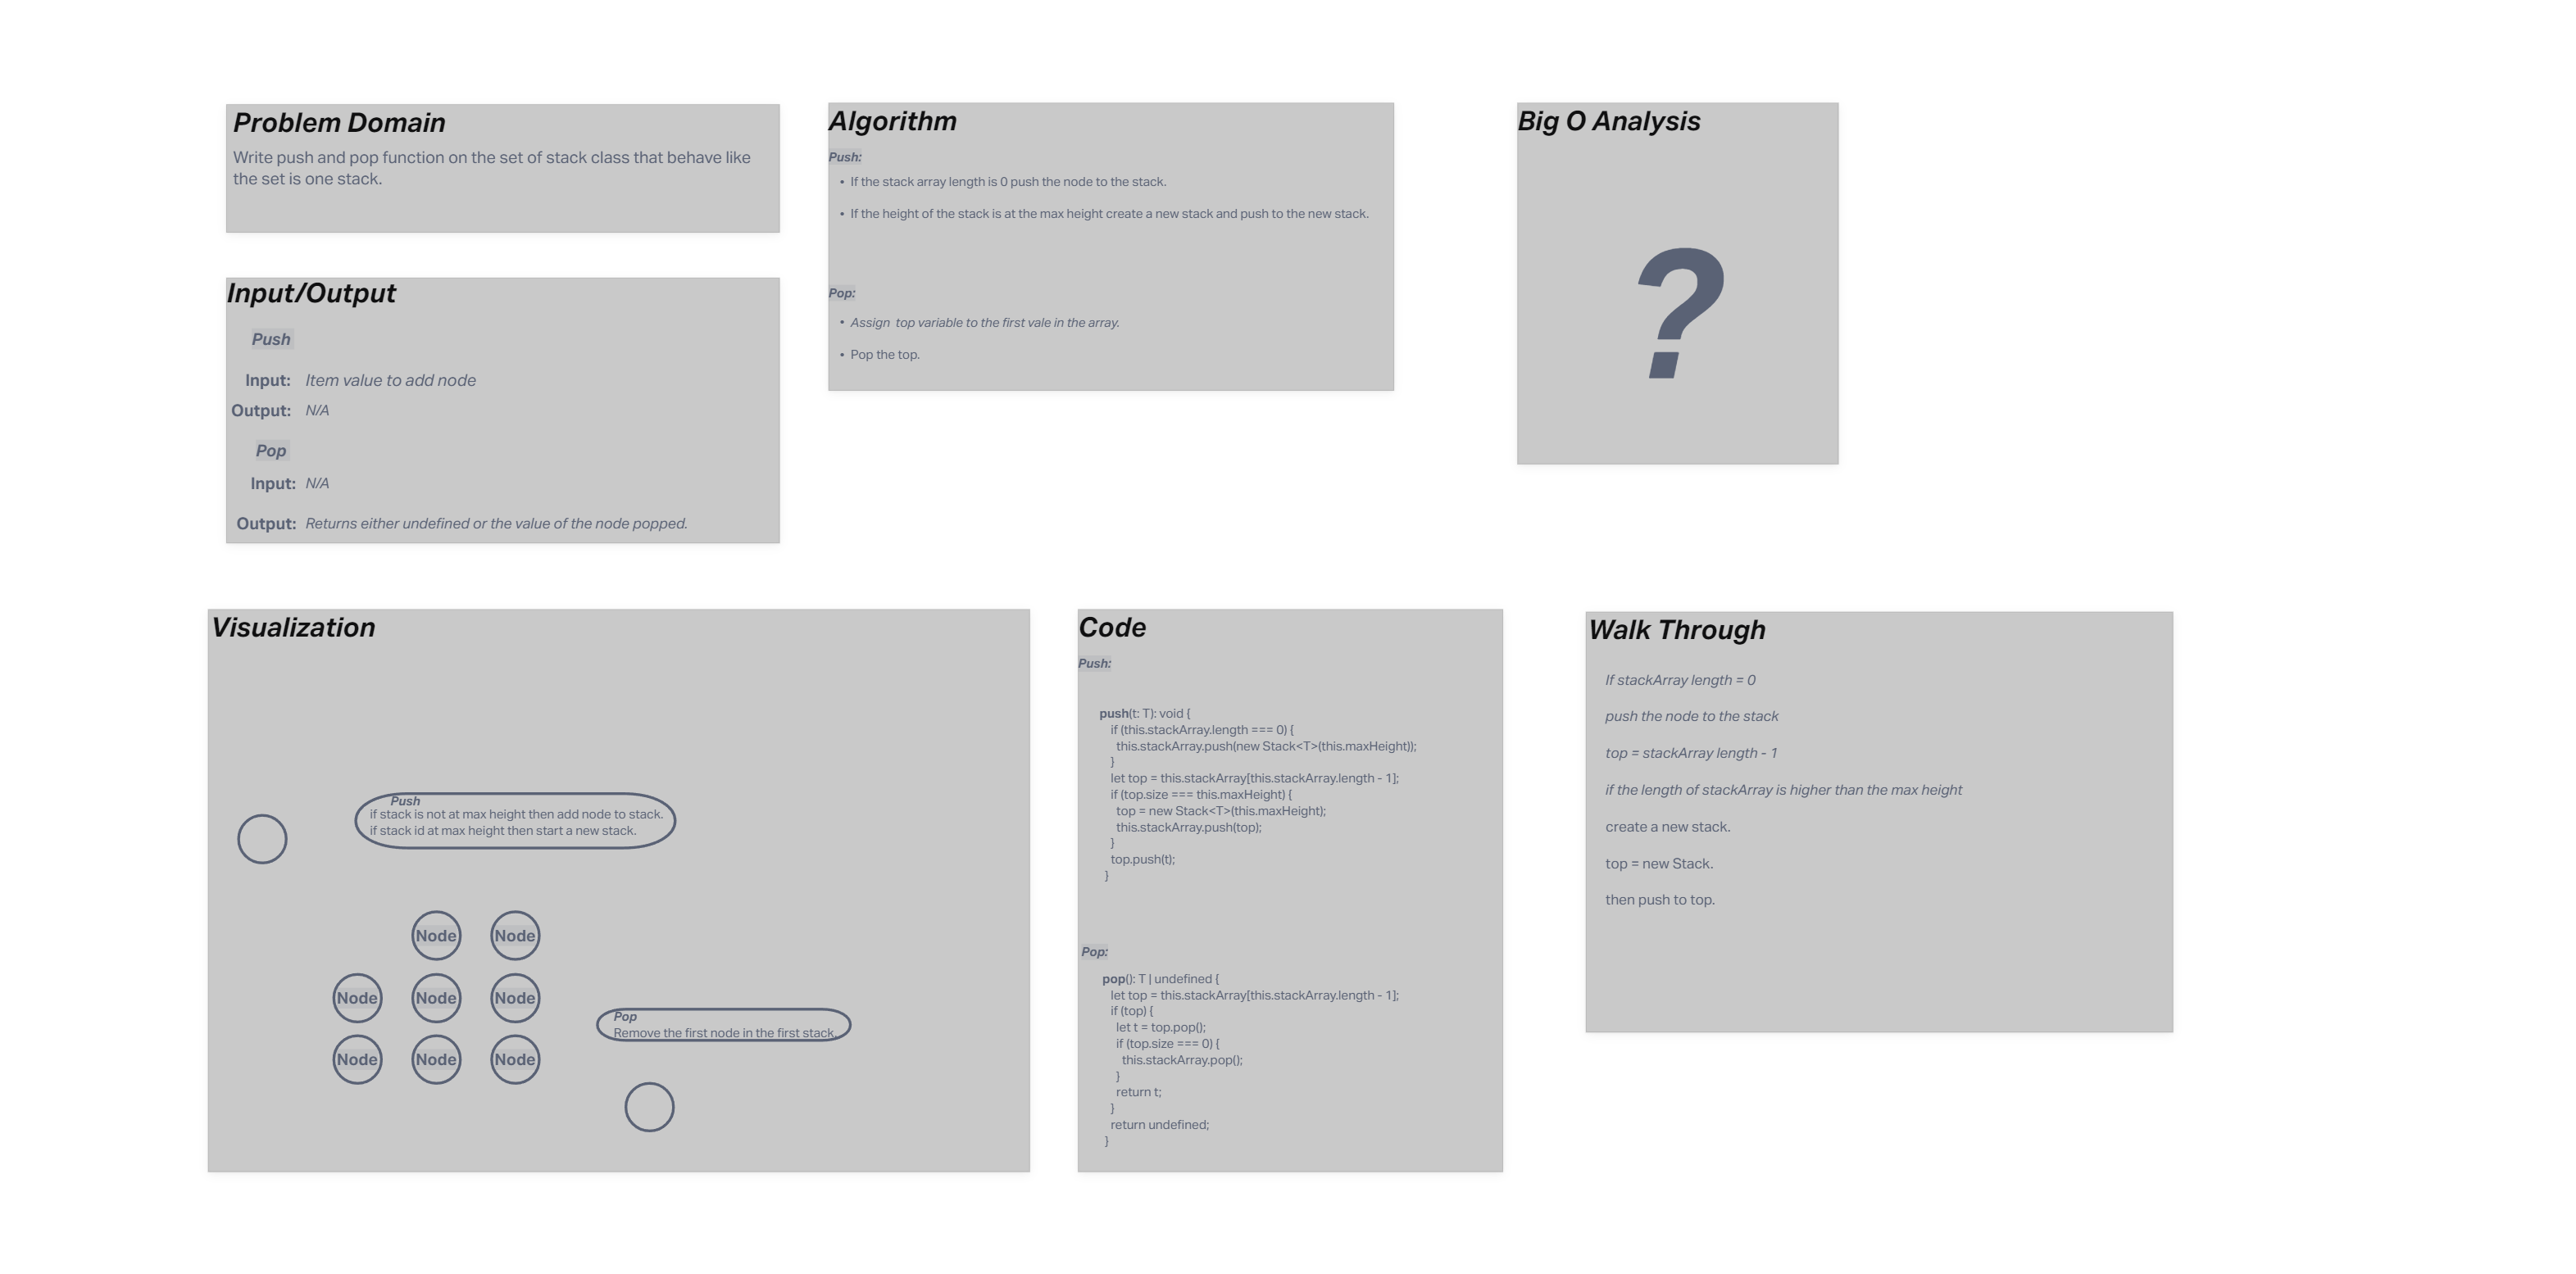 Problem Domain
Write push and pop function on the set of stack class that behave like
the set is one stack.
Input/Output
Push
Input: Item value to add node
Output: N/A
Pop
Input: N/A
Output: Returns either undefined or the value of the node popped.
Algorithm
Push:
• If the stack array length is 0 push the node to the stack.
• If the height of the stack is at the max height create a new stack and push to the new stack.
Pop:
• Assign top variable to the first vale in the array.
• Pop the top.
Big O Analysis
?
Visualization
Push
if stack is not at max height then add node to stack.
if stack id at max height then start a new stack.
Node Node
Node Node Node
Node Node Node
Pop
Remove the first node in the first stack.
Code
Push:
push(t: T): void {
if (this.stackArray.length === 0) {
this.stackArray.push(new Stack<T>(this.maxHeight));
}
let top = this.stackArray[this.stackArray.length - 1];
if (top.size === this.maxHeight) {
top = new Stack<T>(this.maxHeight);
this.stackArray.push(top);
}
top.push(t);
}
Pop:
pop(): T | undefined {
let top = this.stackArray[this.stackArray.length - 1];
if (top) {
let t = top.pop();
if (top.size === 0) {
this.stackArray.pop();
}
return t;
}
return undefined;
}
Walk Through
If stackArray length = 0
push the node to the stack
top = stackArray length - 1
if the length of stackArray is higher than the max height
create a new stack.
top = new Stack.
then push to top.